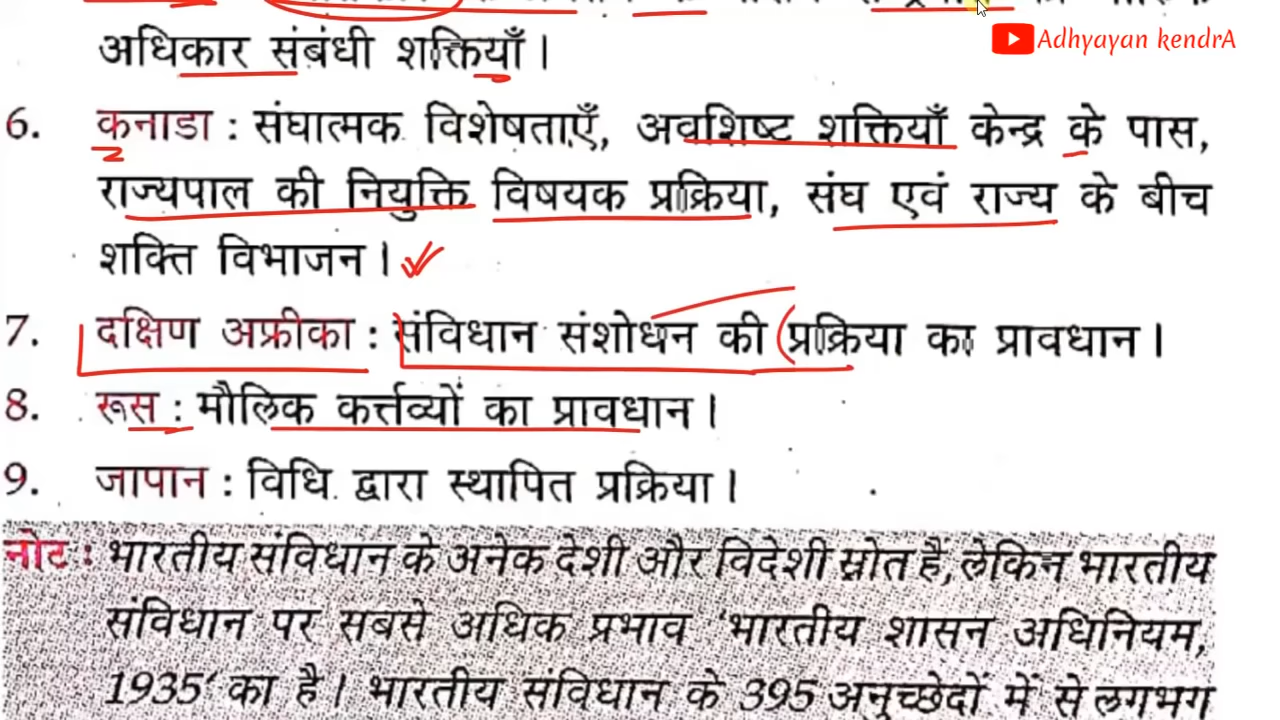 Adhyayan kendrA
अधिकार संबंधी शक्तियाँ।
6. कनाडा : संघात्मक विशेषताएँ, अवशिष्ट शक्तियाँ केन्द्र के पास,
राज्यपाल की नियुक्ति विषयक प्रक्रिया, संघ एवं राज्य के बीच
शक्ति विभाजन।
7. दक्षिण अफ्रीका : संविधान संशोधन की प्रक्रिया का प्रावधान।
8. रूस : मौलिक कर्त्तव्यों का प्रावधान।
9. जापान : विधि द्वारा स्थापित प्रक्रिया।
नोट : भारतीय संविधान के अनेक देशी और विदेशी स्रोत हैं, लेकिन भारतीय
संविधान पर सबसे अधिक प्रभाव 'भारतीय शासन अधिनियम,
1935' का है। भारतीय संविधान के 395 अनुच्छेदों में से लगभग